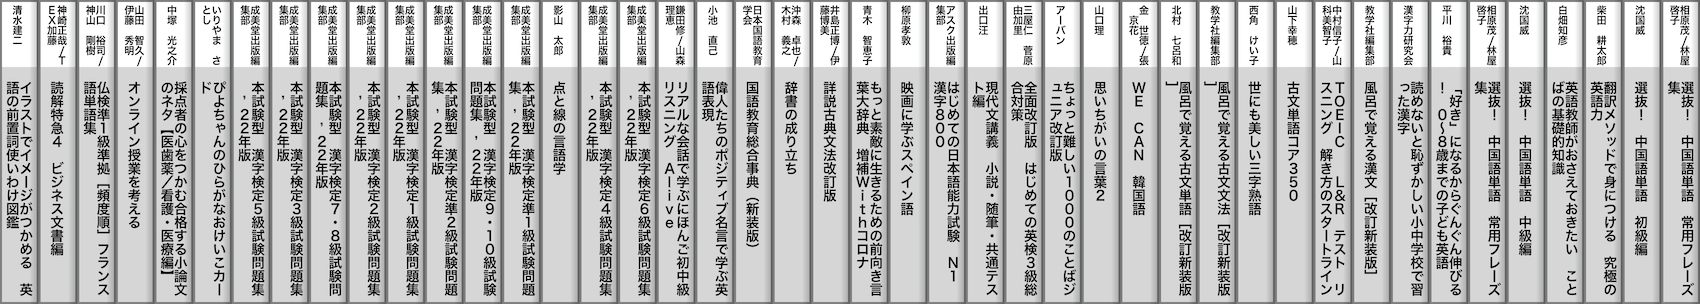 相原茂/林屋
啓子
選抜！　中国語単語　常用フレーズ
集
沈国威
選抜！　中国語単語　初級編
柴田　耕太郎
翻訳メソッドで身につける　究極の
英語力
白畑知彦
英語教師がおさえておきたい　こと
ばの基礎的知識
沈国威
選抜！　中国語単語　中級編
相原茂/林屋
啓子
選抜！　中国語単語　常用フレーズ
集
平川　裕貴
「好き」になるからぐんぐん伸びる
！　０～８歳までの子ども英語
漢字力研究会
読めないと恥ずかしい小中学校で習
った漢字
教学社編集部
風呂で覚える漢文［改訂新装版］
中村信子/山
科美智子
ＴＯＥＩＣ　Ｌ＆Ｒ　テスト　リ
スニング　解き方のスタートライン
山下幸穂
古文単語コア３５０
西角　けい子
世にも美しい三字熟語
教学社編集部
風呂で覚える古文文法［改訂新装版
］
北村　七呂和
風呂で覚える古文単語［改訂新装版
］
金　世徳/張
京花
ＷＥ　ＣＡＮ　韓国語
山口理
思いちがいの言葉２
アーバン
ちょっと難しい１０００のことばジ
ュニア改訂版
三屋仁　菅原
由加里
全面改訂版　はじめての英検３級総
合対策
出口汪
現代文講義　小説・随筆・共通テス
ト編
アスク出版編
集部
はじめての日本語能力試験　Ｎ１
漢字８００
柳原孝敦
映画に学ぶスペイン語
青木　智恵子
もっと素敵に生きるための前向き言
葉大辞典　増補Ｗｉｔｈコロナ
井島正博/伊
藤博美
詳説古典文法改訂版
沖森　卓也/
木村　義之
辞書の成り立ち
日本国語教育
学会
国語教育総合事典（新装版）
小池　直己
偉人たちのポジティブ名言で学ぶ英
語表現
鎌田修/山森
理恵
リアルな会話で学ぶにほんご初中級
リスニング　Ａｌｉｖｅ
成美堂出版編
集部
本試験型　漢字検定６級試験問題集
’２２年版
成美堂出版編
集部
本試験型　漢字検定４級試験問題集
’２２年版
影山　太郎
点と線の言語学
成美堂出版編
集部
本試験型　漢字検定準１級試験問題
集　’２２年版
成美堂出版編
集部
本試験型　漢字検定９・１０級試験
問題集　’２２年版
成美堂出版編
集部
本試験型　漢字検定準２級試験問題
集　’２２年版
成美堂出版編
集部
本試験型　漢字検定１級試験問題集
’２２年版
成美堂出版編
集部
本試験型　漢字検定２級試験問題集
’２２年版
成美堂出版編
集部
本試験型　漢字検定７・８級試験問
題集　’２２年版
成美堂出版編
集部
本試験型　漢字検定３級試験問題集
’２２年版
成美堂出版編
集部
本試験型　漢字検定５級試験問題集
’２２年版
いりやま　さ
とし
ぴよちゃんのひらがなおけいこカー
ド
中塚　光之介
採点者の心をつかむ合格する小論文
のネタ［医歯薬/看護・医療編］
山田　智久/
伊藤　秀明
オンライン授業を考える
川口　裕司/
神山　剛樹
仏検準１級準拠［頻度順］フランス
語単語集
神崎正哉/Ｔ
ＥＸ加藤
読解特急４　ビジネス文書編
清水建二
イラストでイメージがつかめる　英
語の前置詞使いわけ図鑑